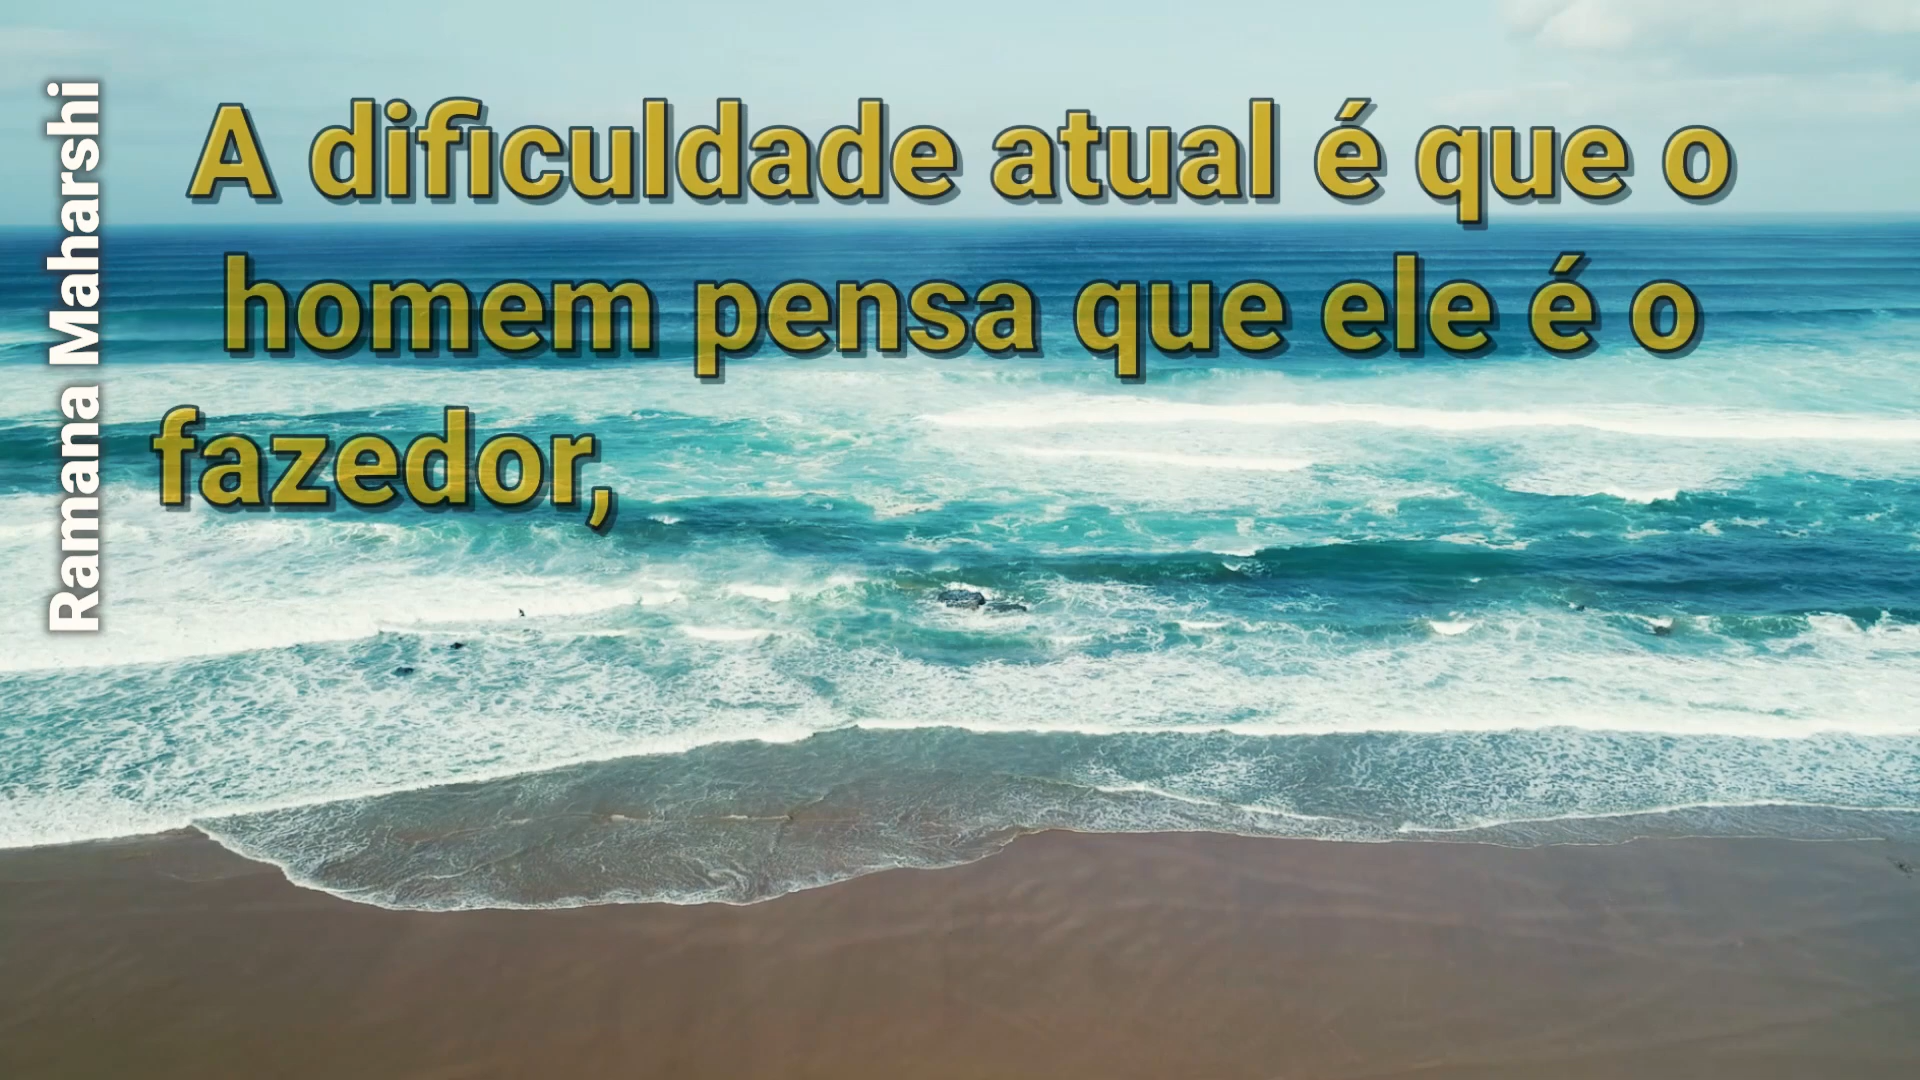 Ramana Maharshi
A dificuldade atual é que o
homem pensa que ele é o
fazedor,